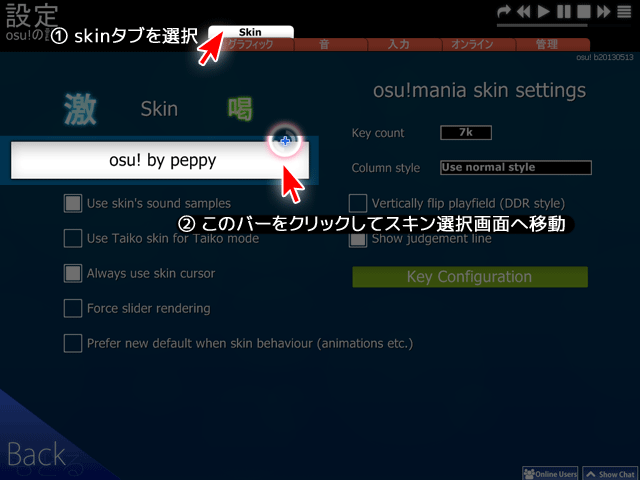 設定
osu!の設
① skinタブを選択
Skin
グラフィック
音
入力
オンライン
管理
osu! b20130513
激
Skin
喝
osu!mania skin settings
Key count
7k
osu! by peppy
Column style
Use normal style
Use skin's sound samples
Vertically flip playfield (DDR style)
② このバーをクリックしてスキン選択画面へ移動
Use Taiko skin for Taiko mode
Show judgement line
Always use skin cursor
Key Configuration
Force slider rendering
Prefer new default when skin behaviour (animations etc.)
Back
Online Users
Show Chat